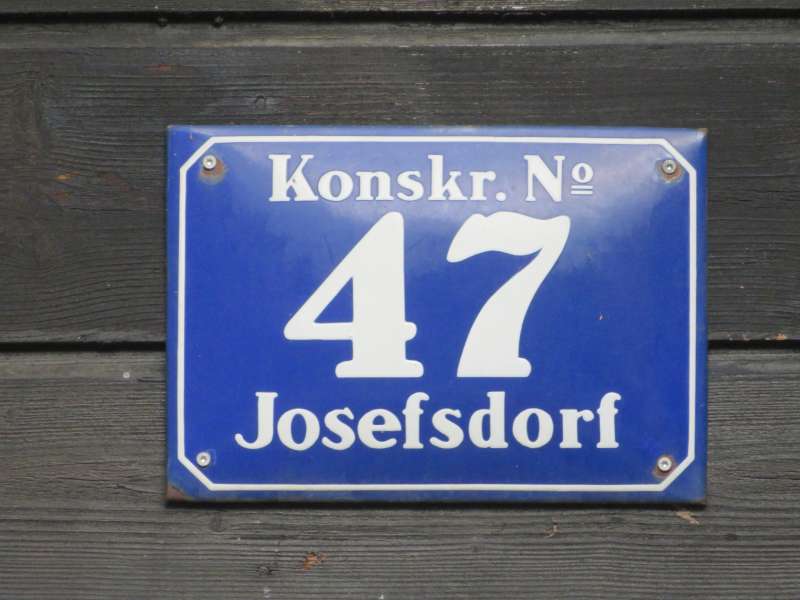 Konskr. Nº
47
Josefsdorf